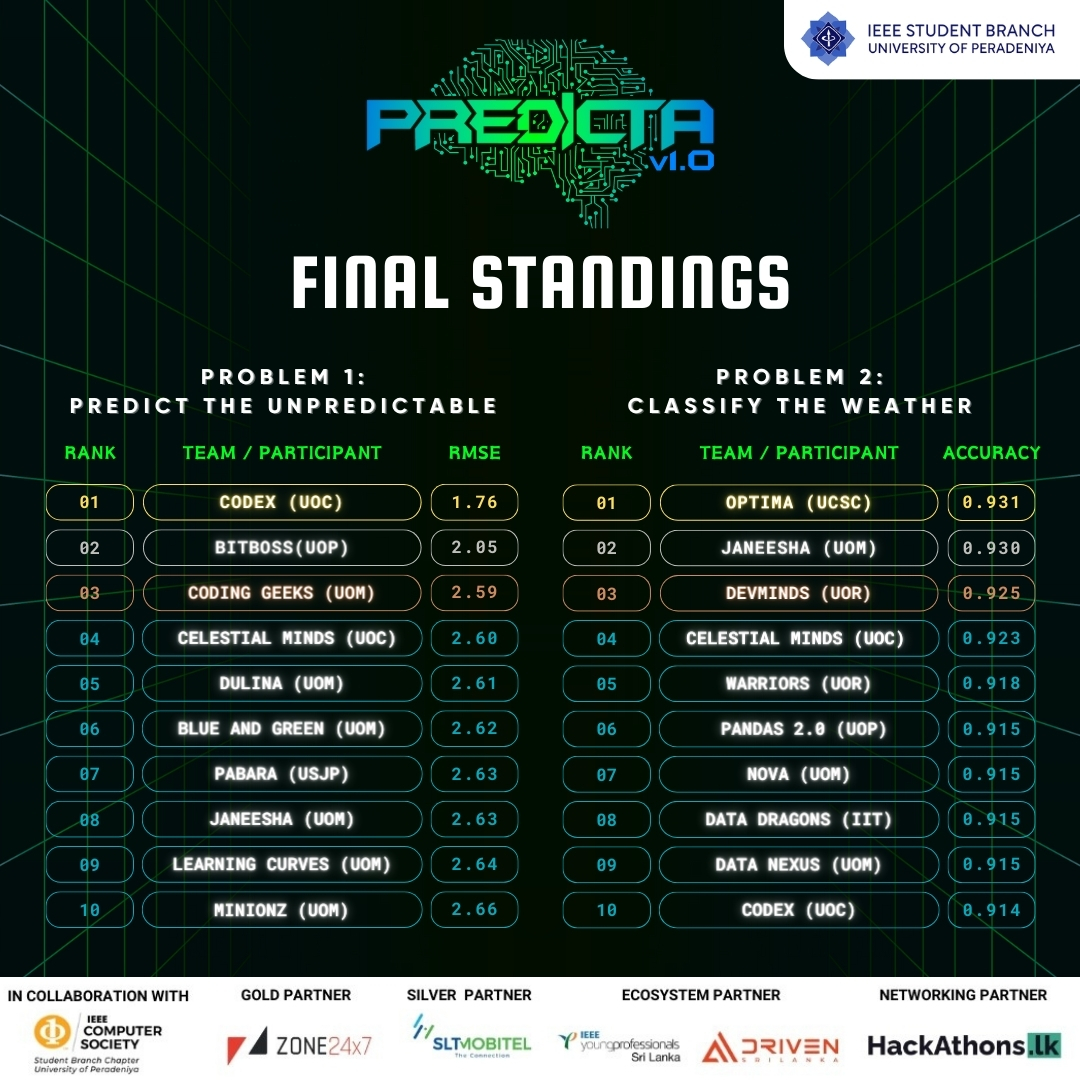 IEEE STUDENT BRANCH
UNIVERSITY OF PERADENIYA
PREDICTA
v1.0
FINAL STANDINGS
PROBLEM 1:
PREDICT THE UNPREDICTABLE
RANK TEAM / PARTICIPANT RMSE
01 CODEX (UOC) 1.76
02 BITBOSS(UOP) 2.05
03 CODING GEEKS (UOM) 2.59
04 CELESTIAL MINDS (UOC) 2.60
05 DULINA (UOM) 2.61
06 BLUE AND GREEN (UOM) 2.62
07 PABARA (USJP) 2.63
08 JANEESHA (UOM) 2.63
09 LEARNING CURVES (UOM) 2.64
10 MINIONZ (UOM) 2.66
PROBLEM 2:
CLASSIFY THE WEATHER
RANK TEAM / PARTICIPANT ACCURACY
01 OPTIMA (UCSC) 0.931
02 JANEESHA (UOM) 0.930
03 DEVMINDS (UOR) 0.925
04 CELESTIAL MINDS (UOC) 0.923
05 WARRIORS (UOR) 0.918
06 PANDAS 2.0 (UOP) 0.915
07 NOVA (UOM) 0.915
08 DATA DRAGONS (IIT) 0.915
09 DATA NEXUS (UOM) 0.915
10 CODEX (UOC) 0.914
IN COLLABORATION WITH
IEEE
COMPUTER
SOCIETY
Student Branch Chapter
University of Peradeniya
GOLD PARTNER
ZONE24x7
SILVER PARTNER
SLTMOBITEL
The Connection
ECOSYSTEM PARTNER
IEEE
youngprofessionals
Sri Lanka
DRIVEN
SRI LANKA
NETWORKING PARTNER
HackAthons.lk